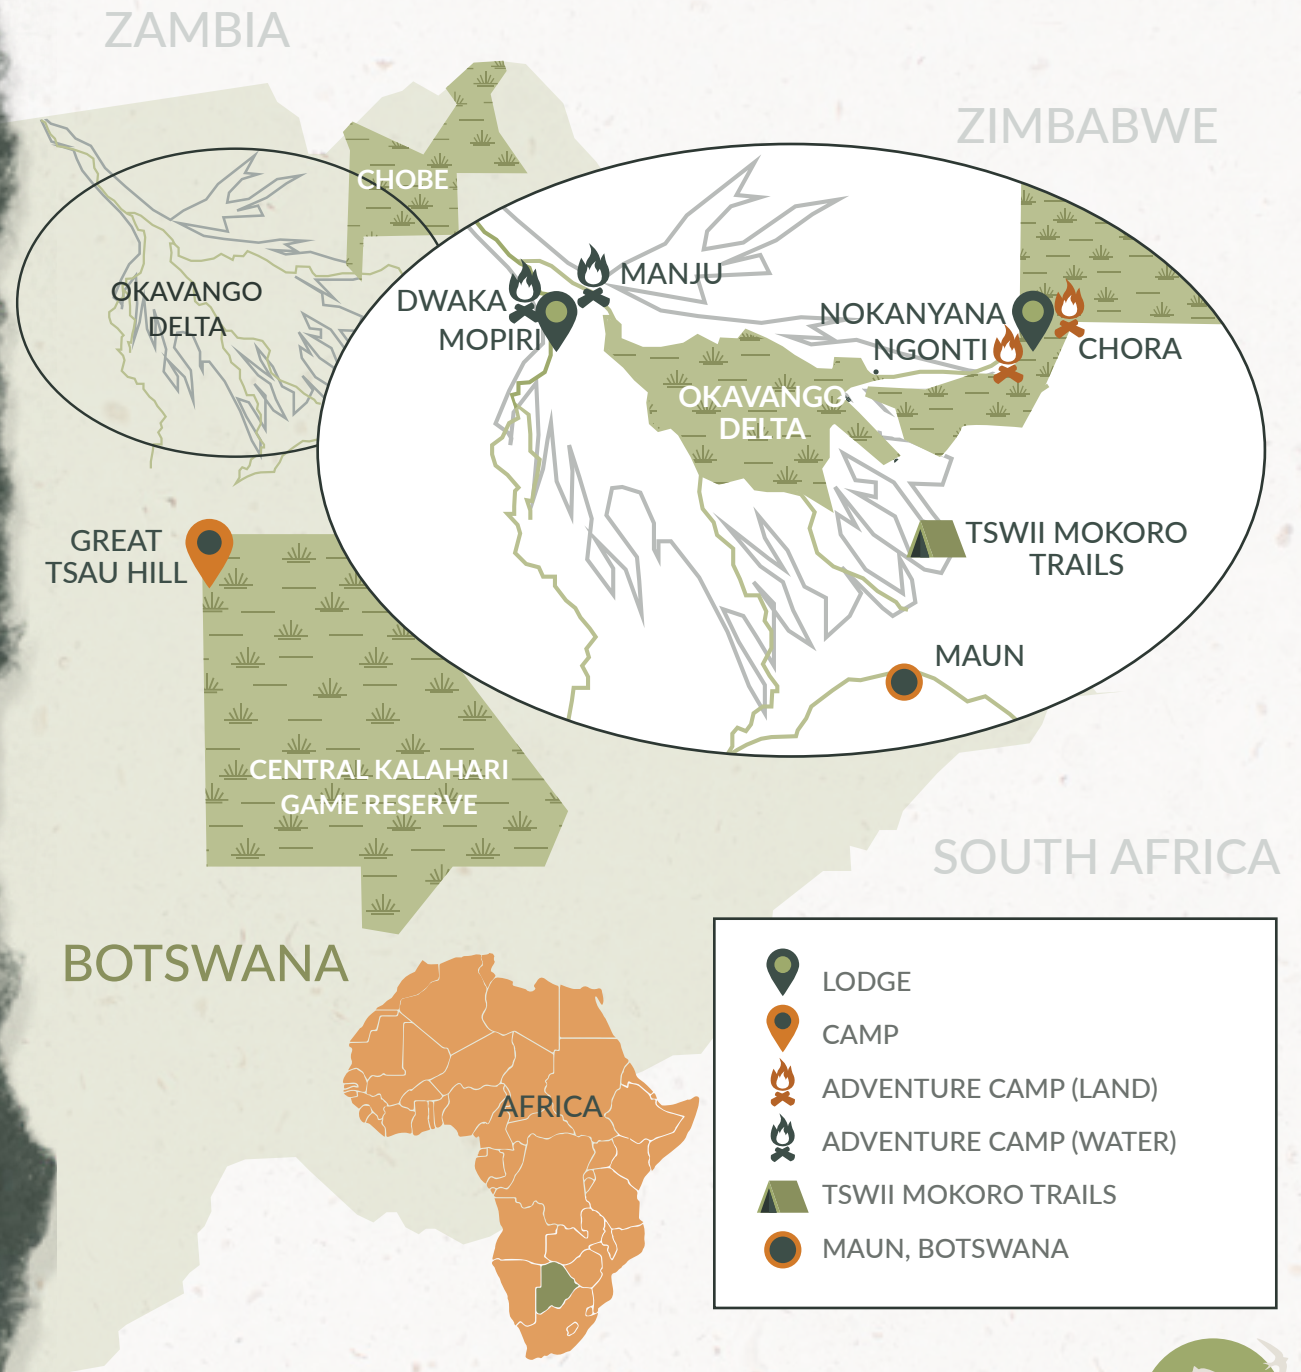 ZAMBIA
ZIMBABWE
CHOBE
OKAVANGO
DELTA
DWAKA
MANJU
MOPIRI
NOKANYANA
NGONTI
CHORA
OKAVANGO
DELTA
GREAT
TSAU HILL
TSWII MOKORO
TRAILS
MAUN
CENTRAL KALAHARI
GAME RESERVE
SOUTH AFRICA
BOTSWANA
AFRICA
LODGE
CAMP
ADVENTURE CAMP (LAND)
ADVENTURE CAMP (WATER)
TSWII MOKORO TRAILS
MAUN, BOTSWANA